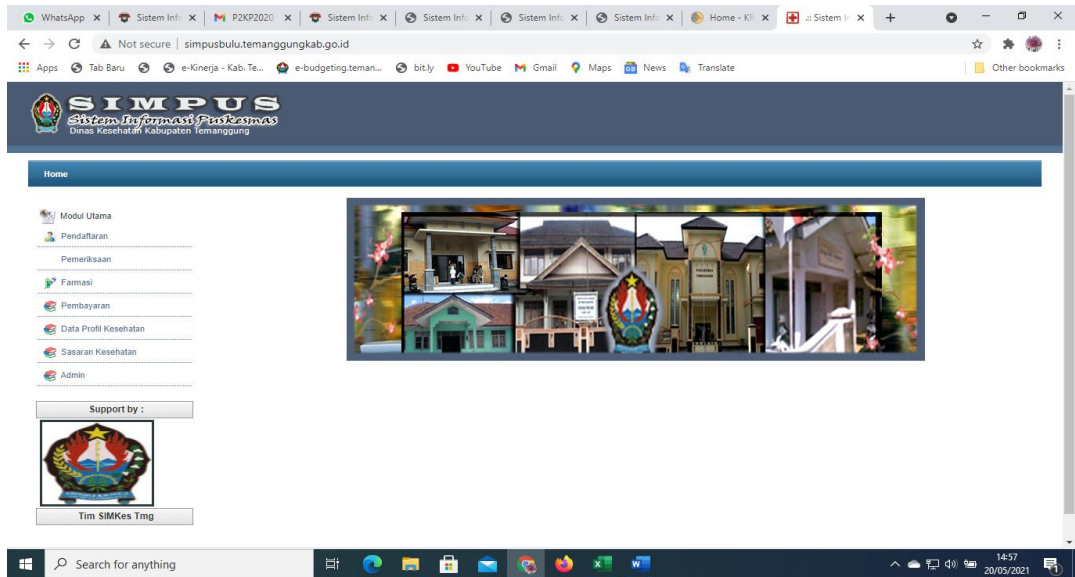 WhatsApp
Sistem Info
P2KP2020
Sistem Info
Sistem Info
Sistem Info
Sistem Info
Home - KR
.:: Sistem In
Not secure | simpusbulu.temanggungkab.go.id
Apps Tab Baru e-Kinerja - Kab. Te... e-budgeting.teman... bit.ly YouTube Gmail Maps News Translate Other bookmarks
SIMPUS
Sistem Informasi Puskesmas
Dinas Kesehatan Kabupaten Temanggung
Home
Modul Utama
Pendaftaran
Pemeriksaan
Farmasi
Pembayaran
Data Profil Kesehatan
Sasaran Kesehatan
Admin
Support by :
Tim SIMKes Tmg
Search for anything
14:57
20/05/2021